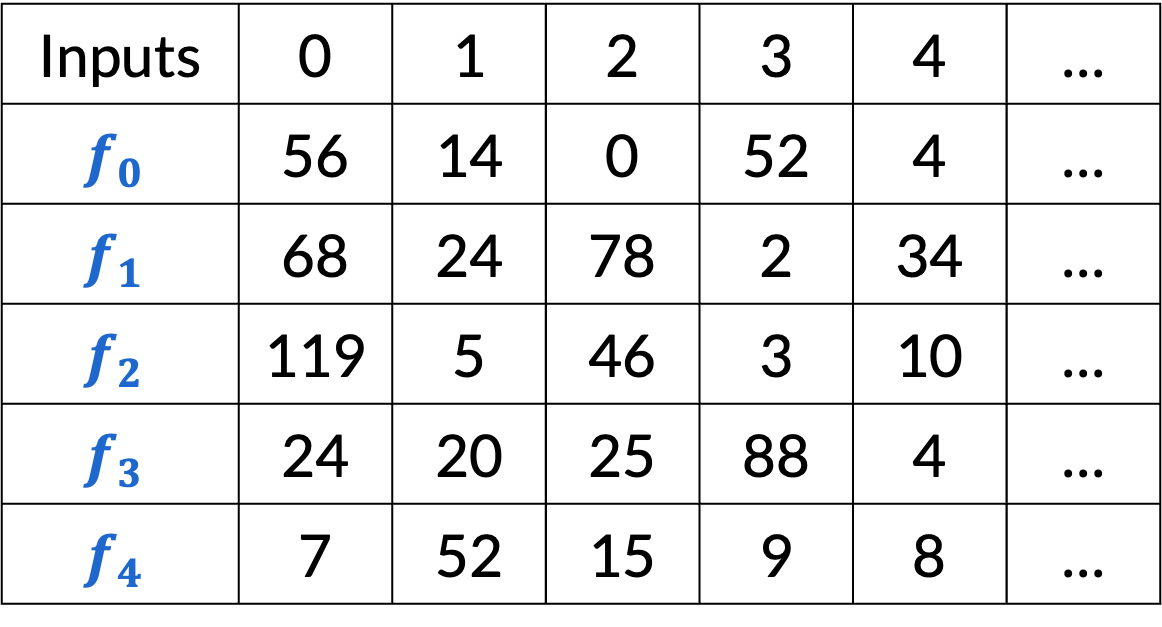 Inputs 0 1 2 3 4 ...
f₀ 56 14 0 52 4 ...
f₁ 68 24 78 2 34 ...
f₂ 119 5 46 3 10 ...
f₃ 24 20 25 88 4 ...
f₄ 7 52 15 9 8 ...